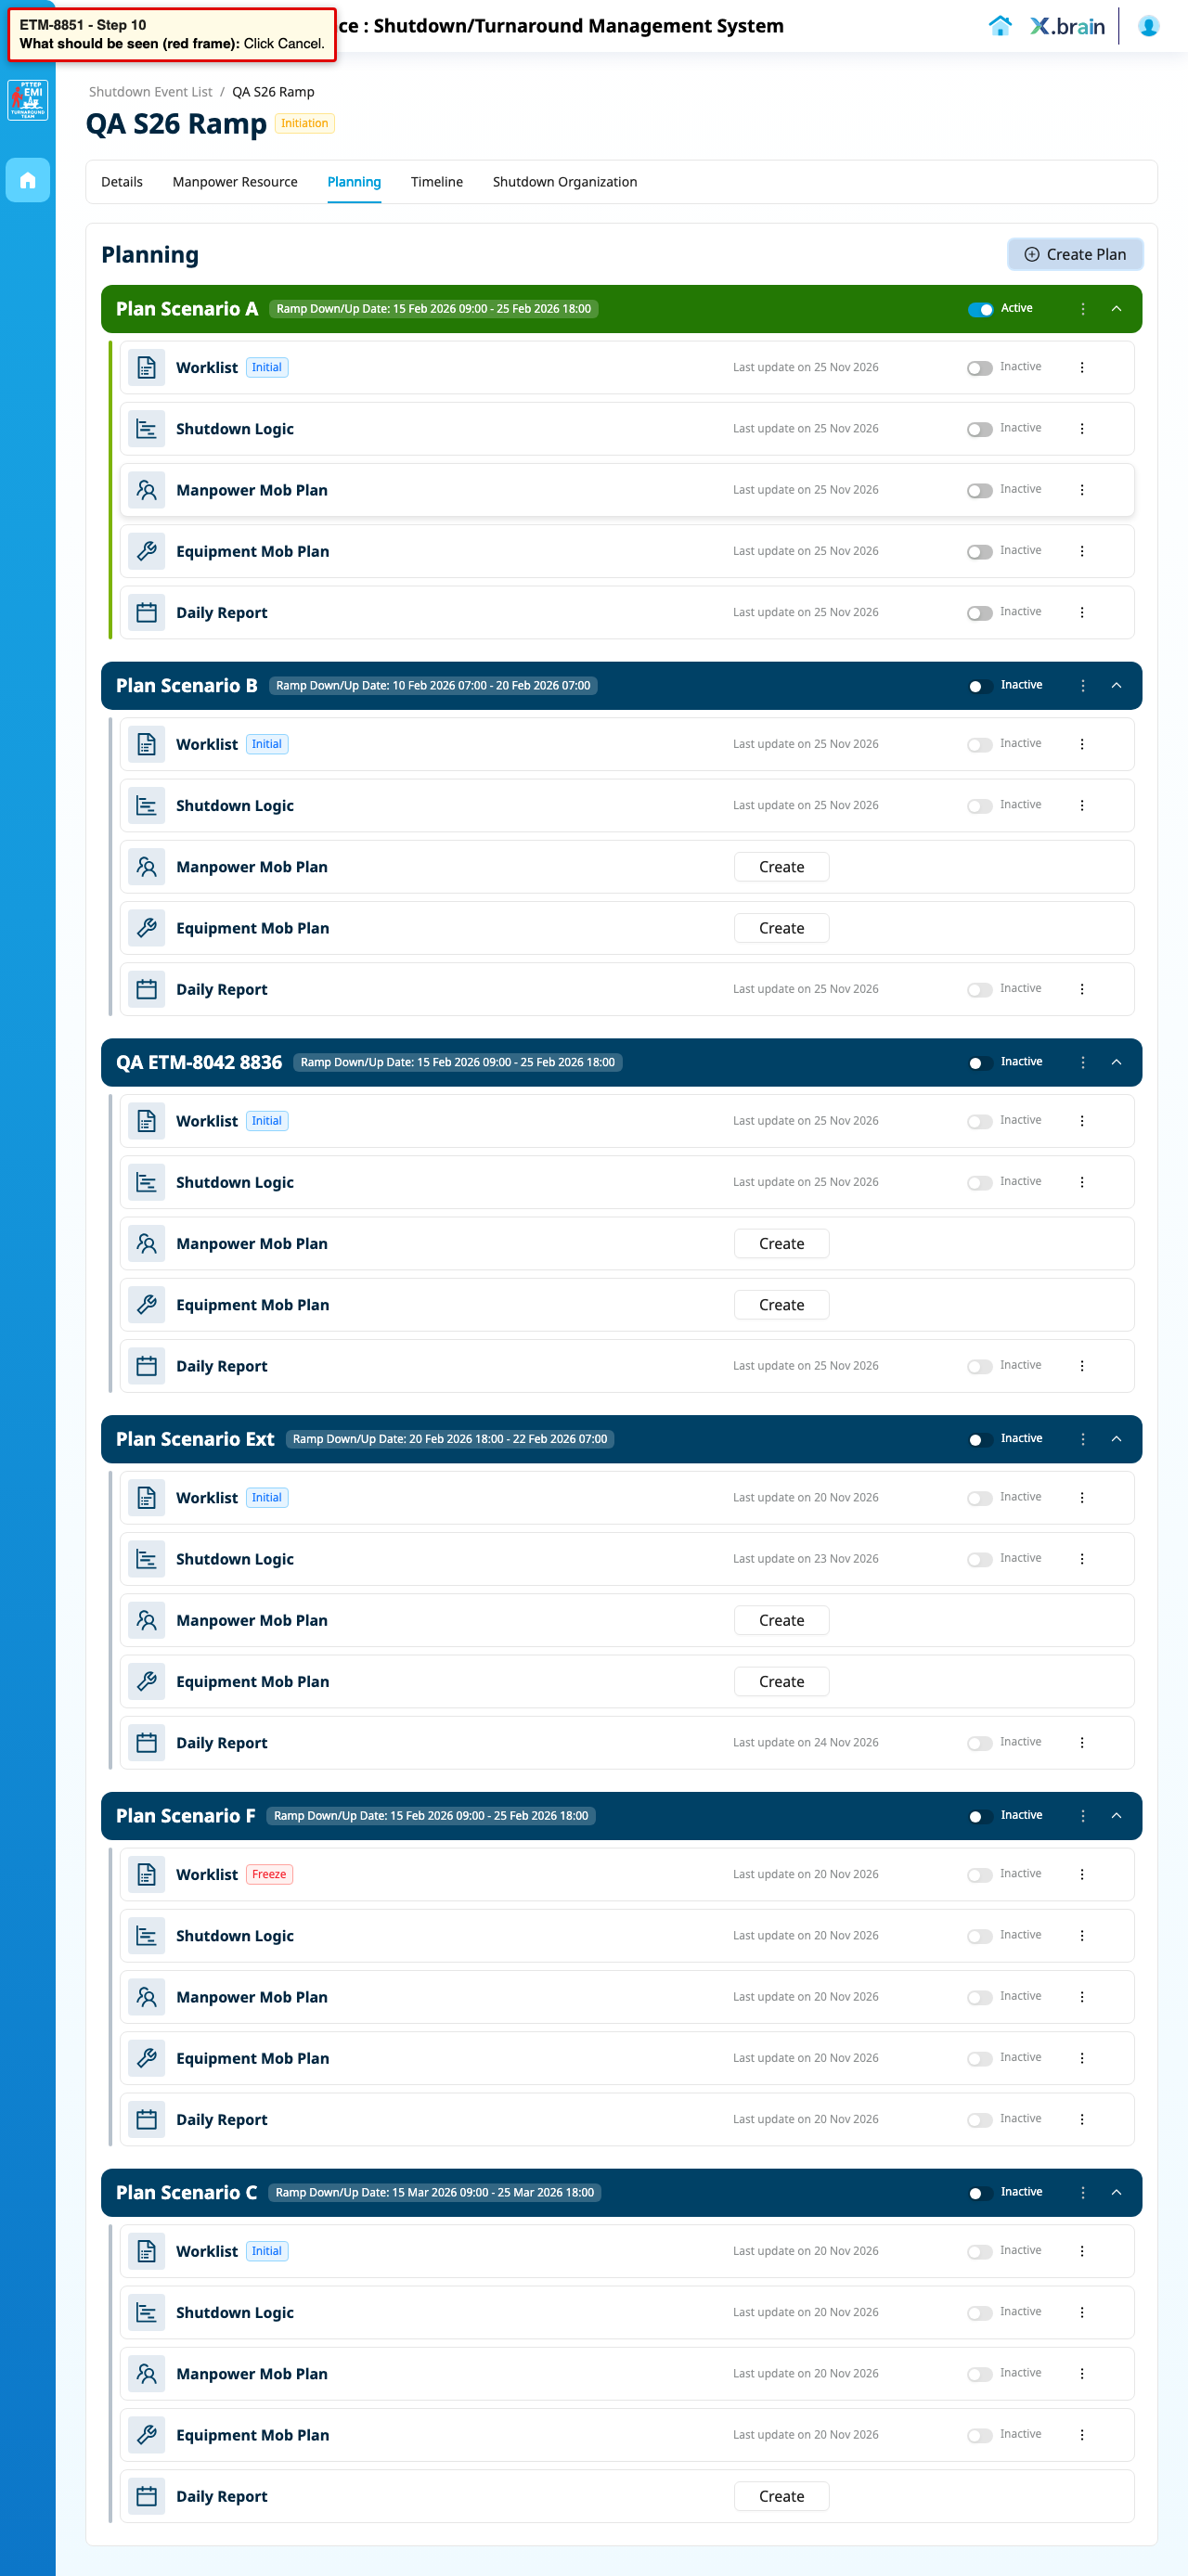 ETM-8851 - Step 10
What should be seen (red frame): Click Cancel.
ce : Shutdown/Turnaround Management System
X.brain
PTTEP
EMI
TURNAROUND
TEAM
Shutdown Event List / QA S26 Ramp
QA S26 Ramp Initiation
Details Manpower Resource Planning Timeline Shutdown Organization
Planning Create Plan
Plan Scenario A Ramp Down/Up Date: 15 Feb 2026 09:00 - 25 Feb 2026 18:00 Active
Worklist Initial Last update on 25 Nov 2026 Inactive
Shutdown Logic Last update on 25 Nov 2026 Inactive
Manpower Mob Plan Last update on 25 Nov 2026 Inactive
Equipment Mob Plan Last update on 25 Nov 2026 Inactive
Daily Report Last update on 25 Nov 2026 Inactive
Plan Scenario B Ramp Down/Up Date: 10 Feb 2026 07:00 - 20 Feb 2026 07:00 Inactive
Worklist Initial Last update on 25 Nov 2026 Inactive
Shutdown Logic Last update on 25 Nov 2026 Inactive
Manpower Mob Plan Create
Equipment Mob Plan Create
Daily Report Last update on 25 Nov 2026 Inactive
QA ETM-8042 8836 Ramp Down/Up Date: 15 Feb 2026 09:00 - 25 Feb 2026 18:00 Inactive
Worklist Initial Last update on 25 Nov 2026 Inactive
Shutdown Logic Last update on 25 Nov 2026 Inactive
Manpower Mob Plan Create
Equipment Mob Plan Create
Daily Report Last update on 25 Nov 2026 Inactive
Plan Scenario Ext Ramp Down/Up Date: 20 Feb 2026 18:00 - 22 Feb 2026 07:00 Inactive
Worklist Initial Last update on 20 Nov 2026 Inactive
Shutdown Logic Last update on 23 Nov 2026 Inactive
Manpower Mob Plan Create
Equipment Mob Plan Create
Daily Report Last update on 24 Nov 2026 Inactive
Plan Scenario F Ramp Down/Up Date: 15 Feb 2026 09:00 - 25 Feb 2026 18:00 Inactive
Worklist Freeze Last update on 20 Nov 2026 Inactive
Shutdown Logic Last update on 20 Nov 2026 Inactive
Manpower Mob Plan Last update on 20 Nov 2026 Inactive
Equipment Mob Plan Last update on 20 Nov 2026 Inactive
Daily Report Last update on 20 Nov 2026 Inactive
Plan Scenario C Ramp Down/Up Date: 15 Mar 2026 09:00 - 25 Mar 2026 18:00 Inactive
Worklist Initial Last update on 20 Nov 2026 Inactive
Shutdown Logic Last update on 20 Nov 2026 Inactive
Manpower Mob Plan Last update on 20 Nov 2026 Inactive
Equipment Mob Plan Last update on 20 Nov 2026 Inactive
Daily Report Create